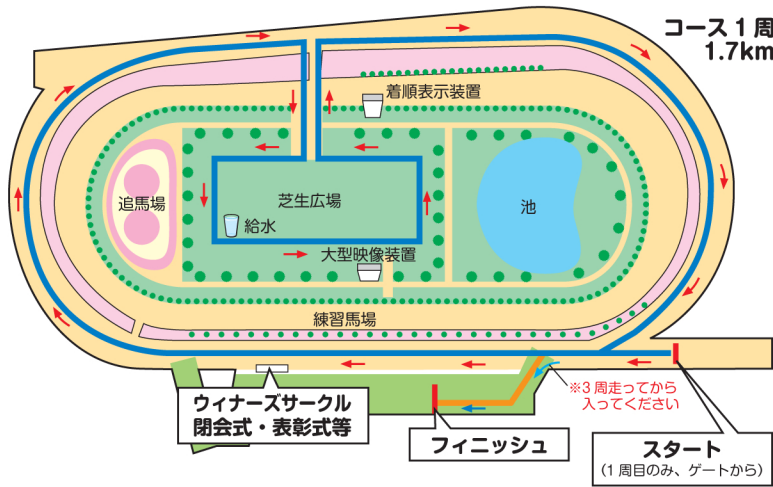 コース1周
1.7km
着順表示装置
追馬場
芝生広場
池
給水
大型映像装置
練習馬場
※3周走ってから
入ってください
ウィナーズサークル
閉会式・表彰式等
フィニッシュ
スタート
(1周目のみ、ゲートから)